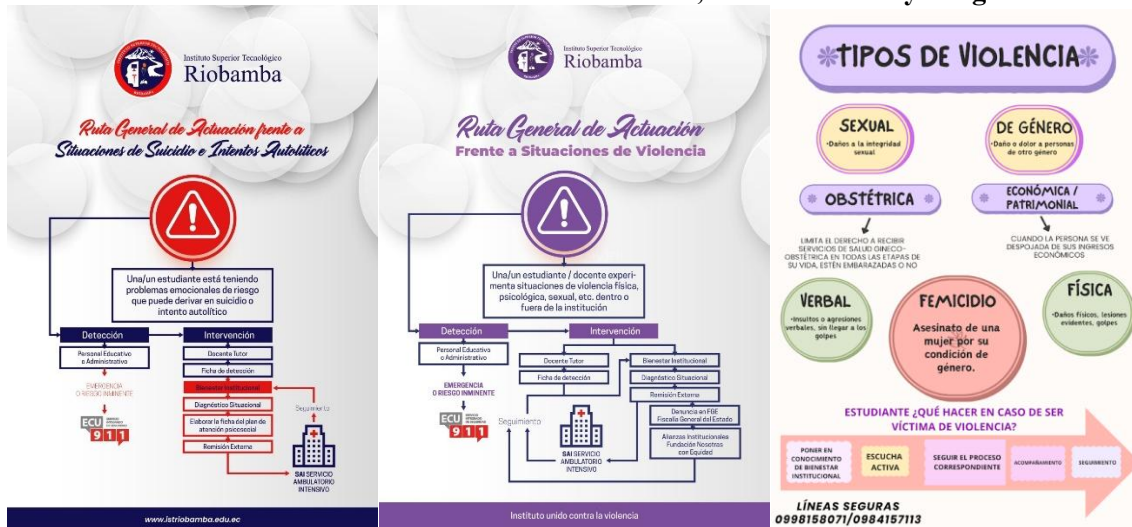 Instituto Superior Tecnológico
Riobamba
Ruta General de Actuación frente a
Situaciones de Suicidio e Intentos Autolíticos
Una/un estudiante está teniendo
problemas emocionales de riesgo
que puede derivar en suicidio o
intento autolítico
Detección
Personal Educativo
o Administrativo
EMERGENCIA
O RIESGO INMINENTE
ECU
911
Intervención
Docente Tutor
Ficha de detección
Bienestar Institucional
Diagnóstico Situacional
Elaborar la ficha del plan de
atención psicosocial
Remisión Externa
Seguimiento
SAI SERVICIO
AMBULATORIO
INTENSIVO
www.istriobamba.edu.ec
Instituto Superior Tecnológico
Riobamba
Ruta General de Actuación
Frente a Situaciones de Violencia
Una/un estudiante / docente experi-
menta situaciones de violencia física,
psicológica, sexual, etc. dentro o
fuera de la institución
Detección
Personal Educativo
o Administrativo
EMERGENCIA
O RIESGO INMINENTE
ECU
911
Intervención
Docente Tutor
Ficha de detección
Bienestar Institucional
Diagnóstico Situacional
Remisión Externa
Denuncia en FGE
Fiscalía General del Estado
Alianzas Institucionales
Fundación Nosotras
con Equidad
Seguimiento
SAI SERVICIO
AMBULATORIO
INTENSIVO
Instituto unido contra la violencia
TIPOS DE VIOLENCIA
SEXUAL
•Daños a la integridad
sexual
DE GÉNERO
•Daño o dolor a personas
de otro género
OBSTÉTRICA
LIMITA EL DERECHO A RECIBIR
SERVICIOS DE SALUD GINECO-
OBSTÉTRICA EN TODAS LAS ETAPAS DE
SU VIDA, ESTÉN EMBARAZADAS O NO
ECONÓMICA /
PATRIMONIAL
CUANDO LA PERSONA SE VE
DESPOJADA DE SUS INGRESOS
ECONÓMICOS
VERBAL
•Insultos o agresiones
verbales, sin llegar a los
golpes
FEMICIDIO
Asesinato de una
mujer por su
condición de
género.
FÍSICA
•Daños físicos, lesiones
evidentes, golpes
ESTUDIANTE ¿QUÉ HACER EN CASO DE SER
VÍCTIMA DE VIOLENCIA?
PONER EN
CONOCIMIENTO
DE BIENESTAR
INSTITUCIONAL
ESCUCHA
ACTIVA
SEGUIR EL PROCESO
CORRESPONDIENTE
ACOMPAÑAMIENTO
SEGUIMIENTO
LÍNEAS SEGURAS
0998158071/0984157113